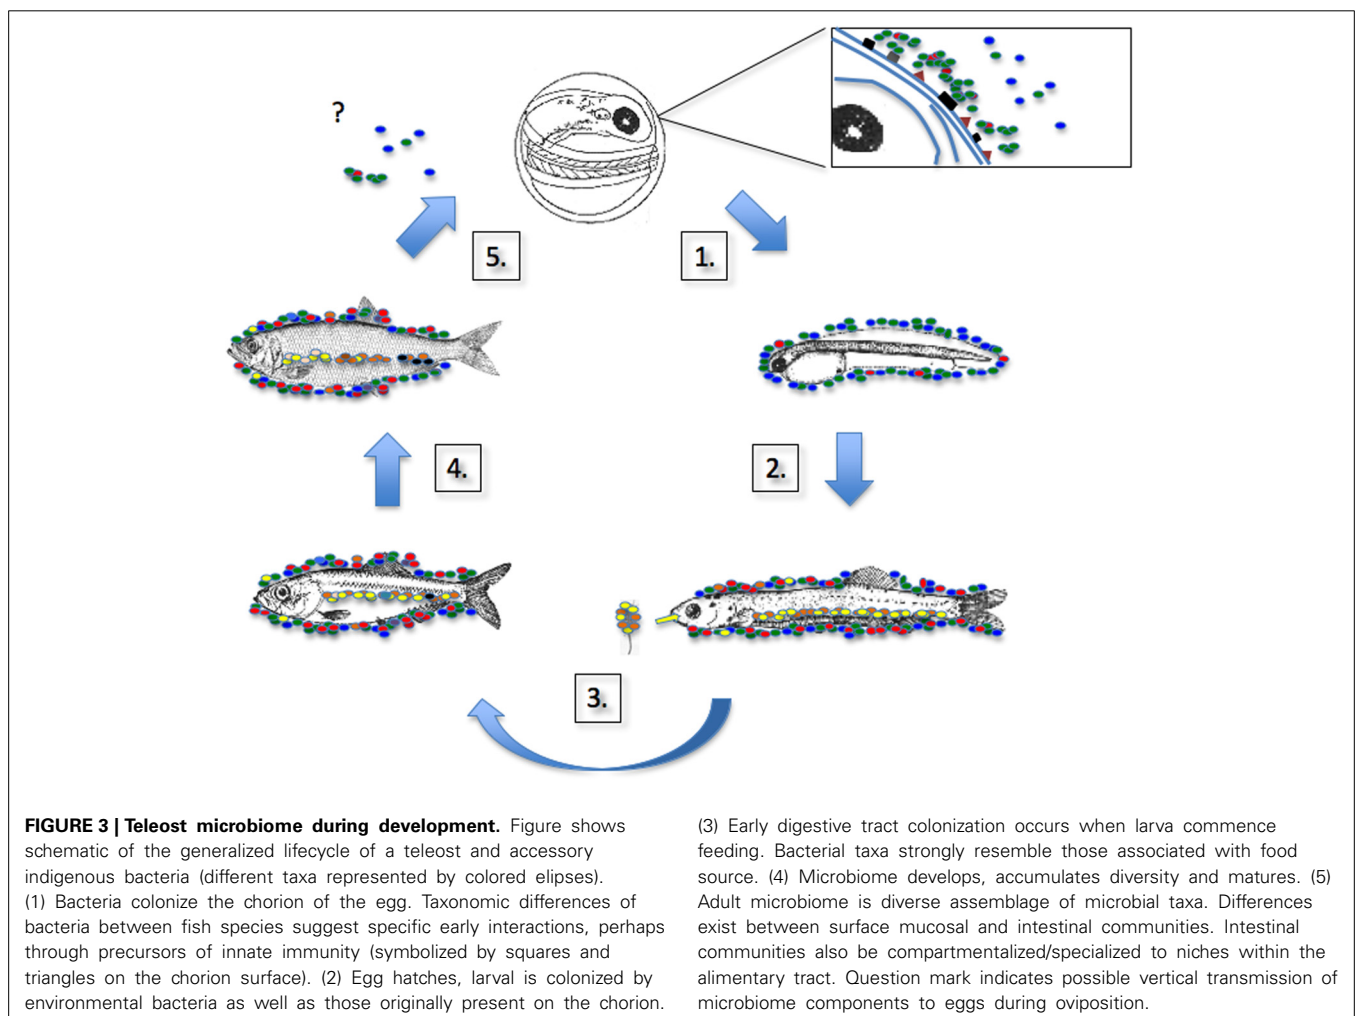 ?
5.
1.
4.
2.
3.
FIGURE 3 | Teleost microbiome during development. Figure shows
schematic of the generalized lifecycle of a teleost and accessory
indigenous bacteria (different taxa represented by colored elipses).
(1) Bacteria colonize the chorion of the egg. Taxonomic differences of
bacteria between fish species suggest specific early interactions, perhaps
through precursors of innate immunity (symbolized by squares and
triangles on the chorion surface). (2) Egg hatches, larval is colonized by
environmental bacteria as well as those originally present on the chorion.
(3) Early digestive tract colonization occurs when larva commence
feeding. Bacterial taxa strongly resemble those associated with food
source. (4) Microbiome develops, accumulates diversity and matures. (5)
Adult microbiome is diverse assemblage of microbial taxa. Differences
exist between surface mucosal and intestinal communities. Intestinal
communities also be compartmentalized/specialized to niches within the
alimentary tract. Question mark indicates possible vertical transmission of
microbiome components to eggs during oviposition.